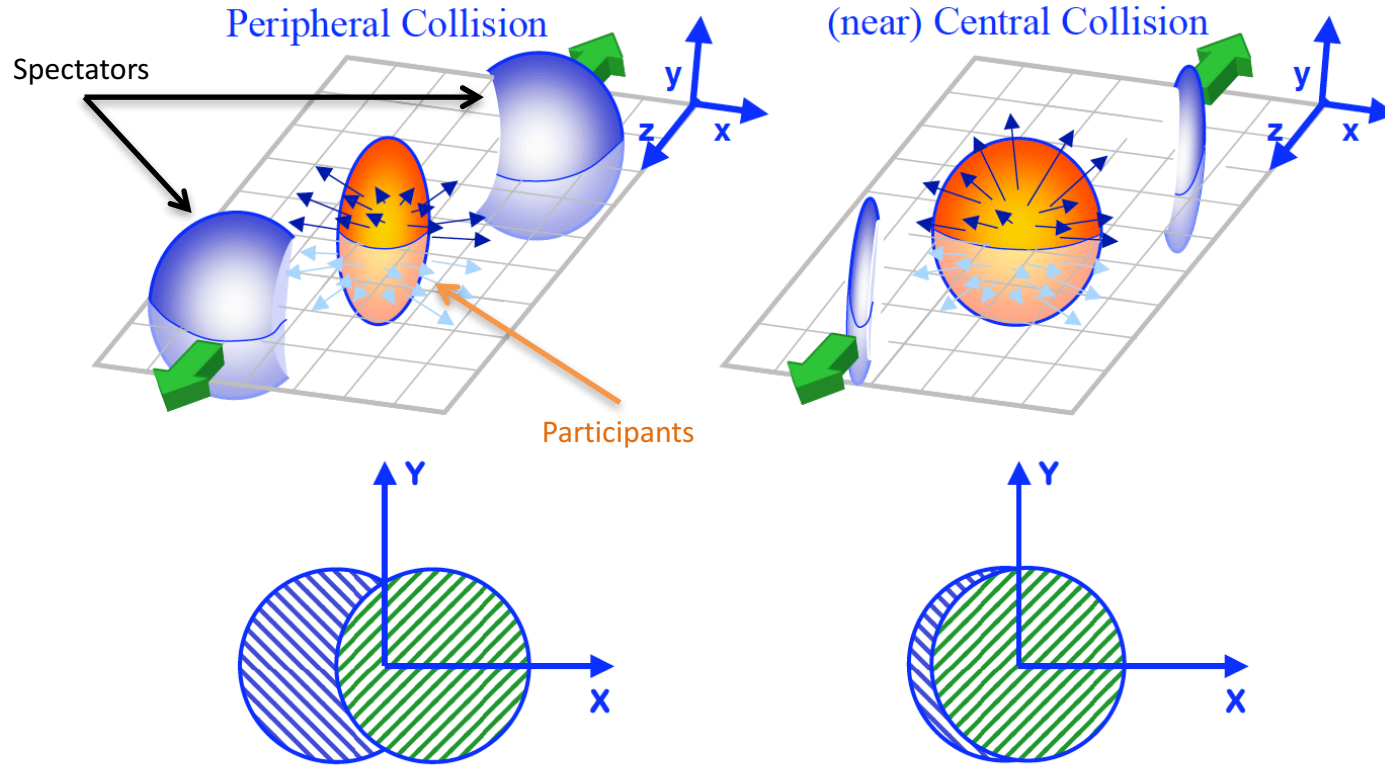 Peripheral Collision
(near) Central Collision
Spectators
y
x
z
y
x
z
Participants
Y
X
Y
X